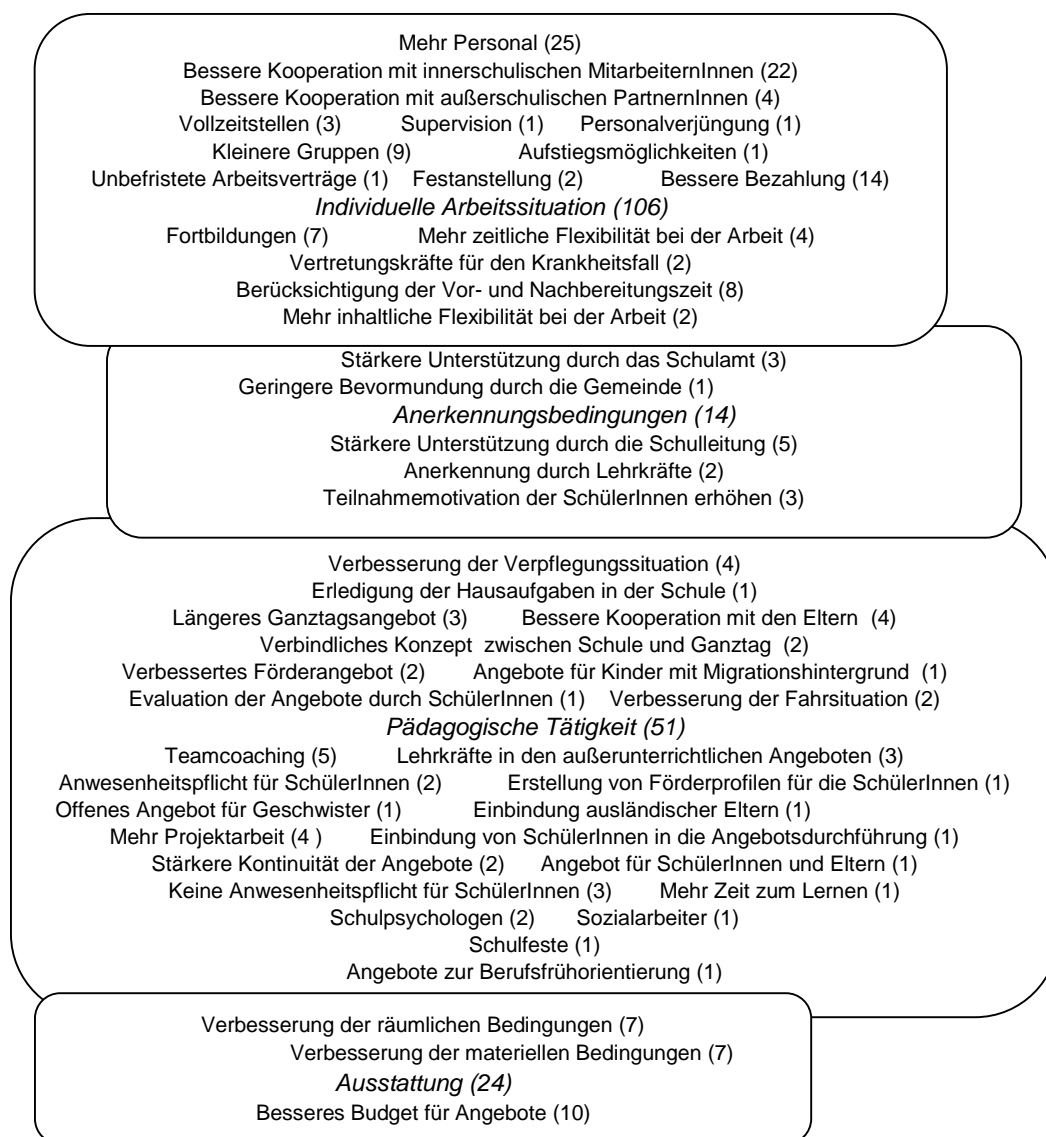 Mehr Personal (25)
Bessere Kooperation mit innerschulischen MitarbeiternInnen (22)
Bessere Kooperation mit außerschulischen PartnernInnen (4)
Vollzeitstellen (3) Supervision (1) Personalverjüngung (1)
Kleinere Gruppen (9) Aufstiegsmöglichkeiten (1)
Unbefristete Arbeitsverträge (1) Festanstellung (2) Bessere Bezahlung (14)
Individuelle Arbeitssituation (106)
Fortbildungen (7) Mehr zeitliche Flexibilität bei der Arbeit (4)
Vertretungskräfte für den Krankheitsfall (2)
Berücksichtigung der Vor- und Nachbereitungszeit (8)
Mehr inhaltliche Flexibilität bei der Arbeit (2)
Stärkere Unterstützung durch das Schulamt (3)
Geringere Bevormundung durch die Gemeinde (1)
Anerkennungsbedingungen (14)
Stärkere Unterstützung durch die Schulleitung (5)
Anerkennung durch Lehrkräfte (2)
Teilnahmemotivation der SchülerInnen erhöhen (3)
Verbesserung der Verpflegungssituation (4)
Erledigung der Hausaufgaben in der Schule (1)
Längeres Ganztagsangebot (3) Bessere Kooperation mit den Eltern (4)
Verbindliches Konzept zwischen Schule und Ganztag (2)
Verbessertes Förderangebot (2) Angebote für Kinder mit Migrationshintergrund (1)
Evaluation der Angebote durch SchülerInnen (1) Verbesserung der Fahrsituation (2)
Pädagogische Tätigkeit (51)
Teamcoaching (5) Lehrkräfte in den außerunterrichtlichen Angeboten (3)
Anwesenheitspflicht für SchülerInnen (2) Erstellung von Förderprofilen für die SchülerInnen (1)
Offenes Angebot für Geschwister (1) Einbindung ausländischer Eltern (1)
Mehr Projektarbeit (4 ) Einbindung von SchülerInnen in die Angebotsdurchführung (1)
Stärkere Kontinuität der Angebote (2) Angebot für SchülerInnen und Eltern (1)
Keine Anwesenheitspflicht für SchülerInnen (3) Mehr Zeit zum Lernen (1)
Schulpsychologen (2) Sozialarbeiter (1)
Schulfeste (1)
Angebote zur Berufsfrühorientierung (1)
Verbesserung der räumlichen Bedingungen (7)
Verbesserung der materiellen Bedingungen (7)
Ausstattung (24)
Besseres Budget für Angebote (10)